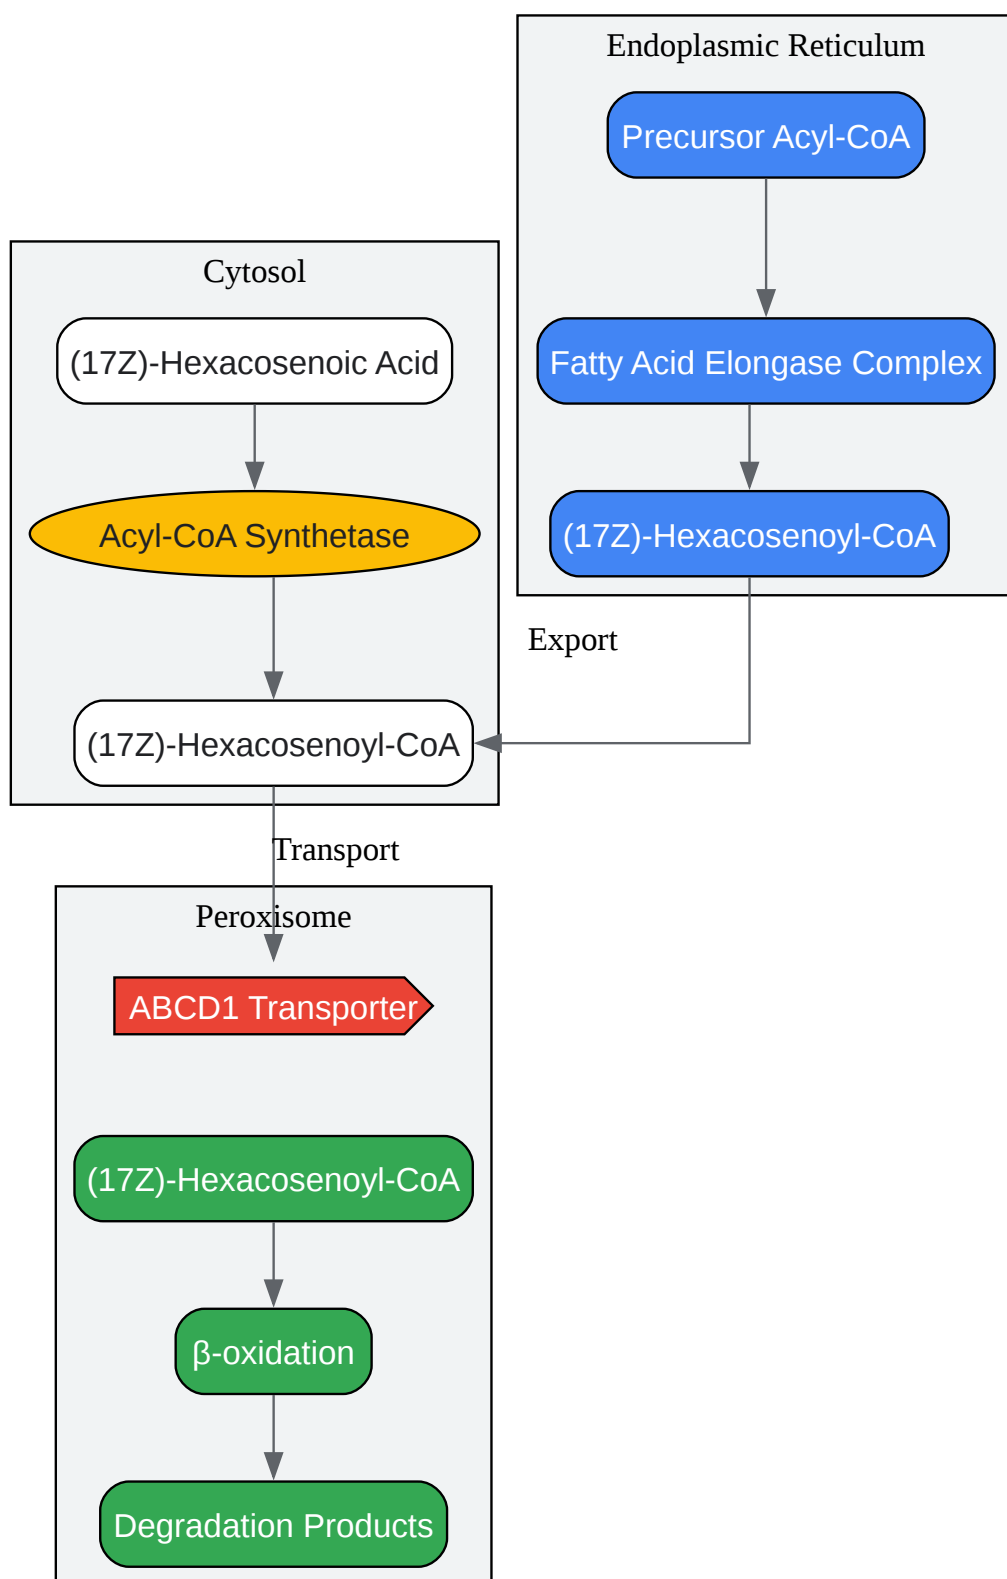 Endoplasmic Reticulum
Precursor Acyl-CoA
Fatty Acid Elongase Complex
(17Z)-Hexacosenoyl-CoA
Export
Cytosol
(17Z)-Hexacosenoic Acid
Acyl-CoA Synthetase
(17Z)-Hexacosenoyl-CoA
Transport
Peroxisome
ABCD1 Transporter
(17Z)-Hexacosenoyl-CoA
β-oxidation
Degradation Products